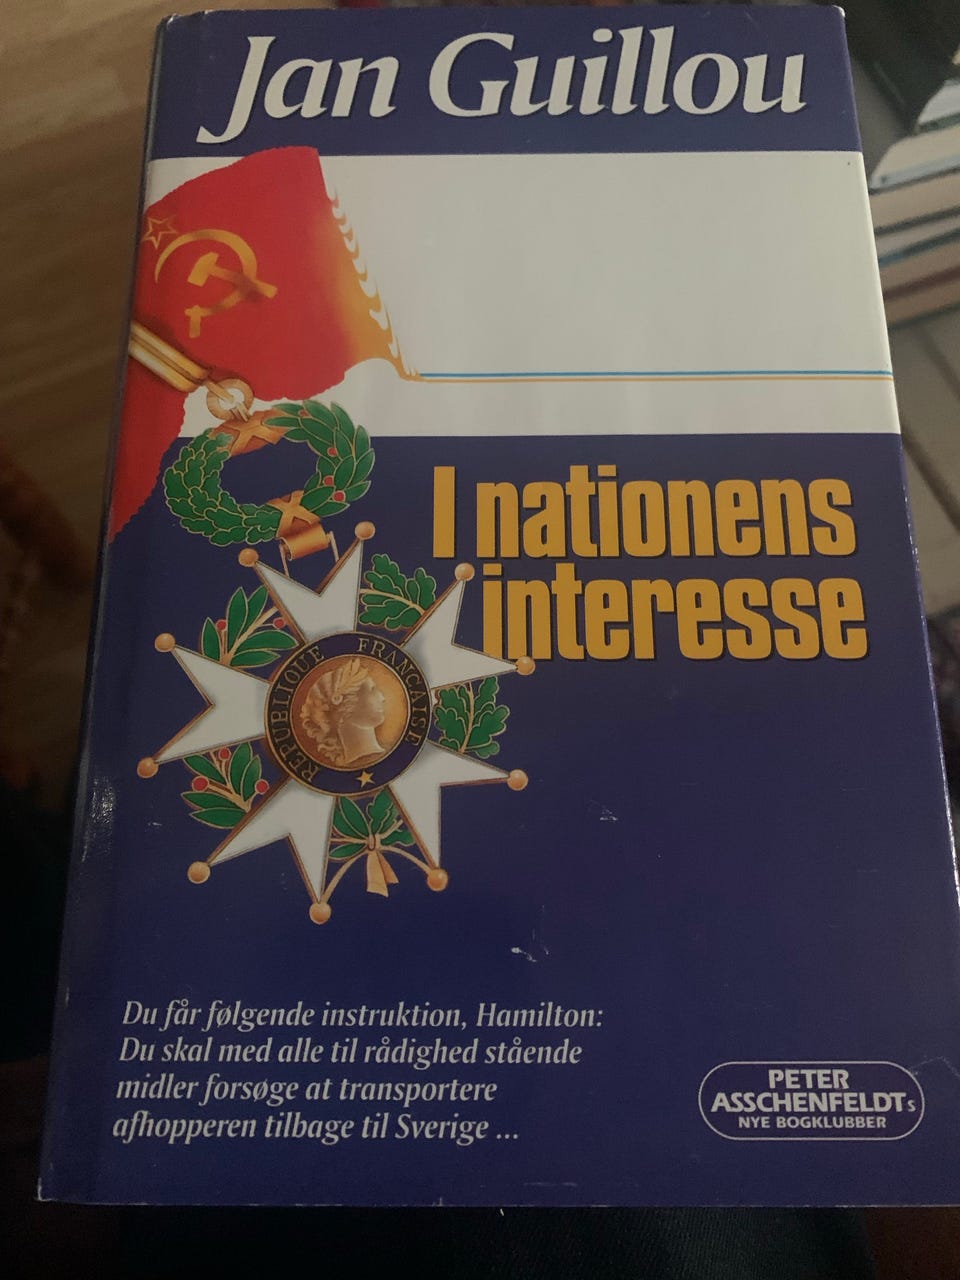 Jan Guillou
I nationens
interesse
REPUBLIQUE FRANCAISE
Du får følgende instruktion, Hamilton:
Du skal med alle til rådighed stående
midler forsøge at transportere
afhopperen tilbage til Sverige ...
PETER
ASSCHENFELDTs
NYE BOGKLUBBER